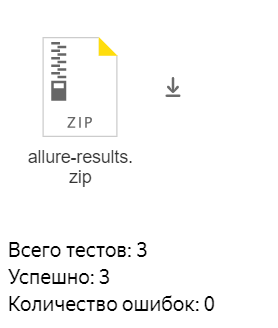 ZIP
allure-results.
zip
Всего тестов: 3
Успешно: 3
Количество ошибок: 0